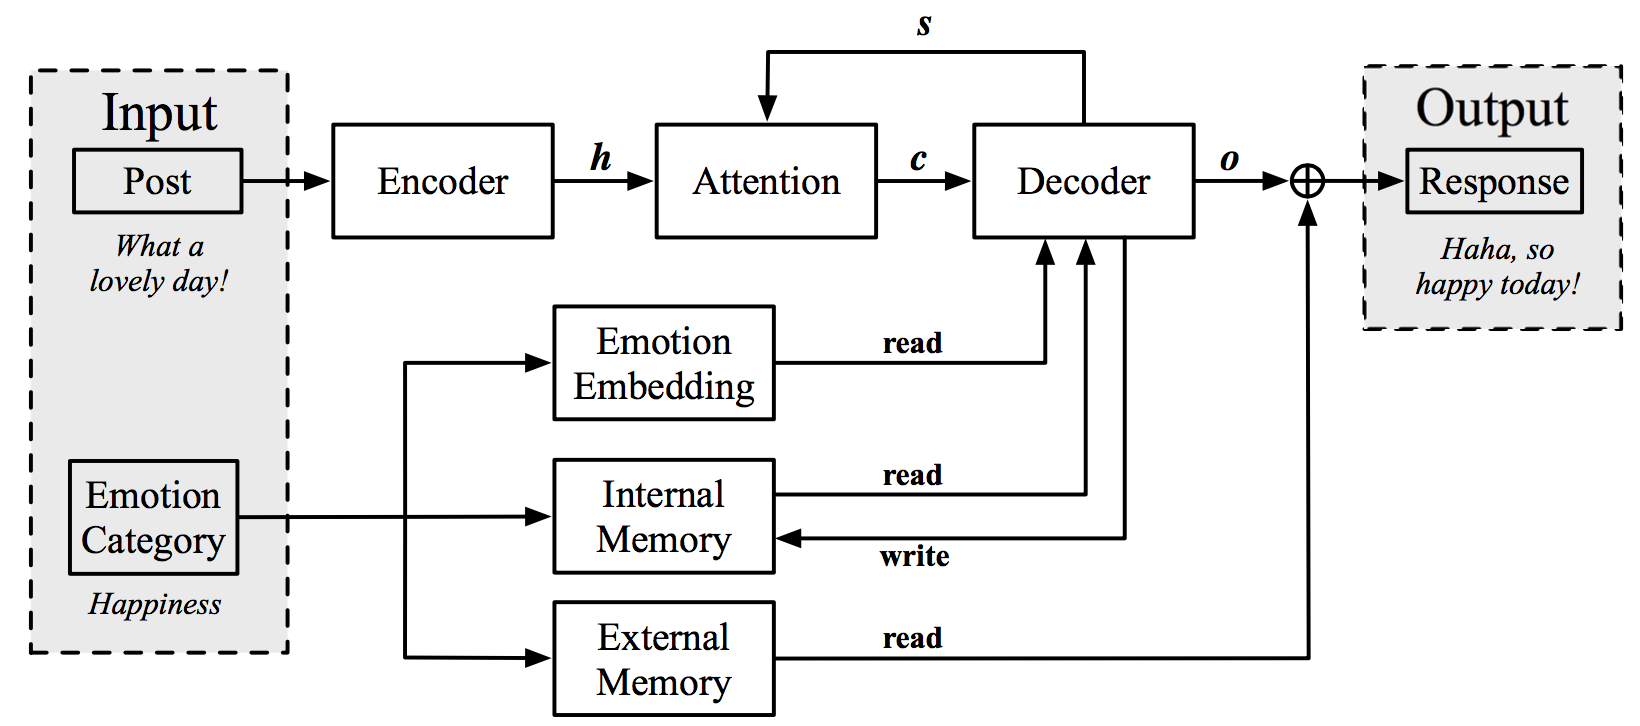 s
Input
Output
Post
Encoder
h
Attention
c
Decoder
o
Response
What a
lovely day!
Haha, so
happy today!
Emotion
Embedding
read
Emotion
Category
Happiness
Internal
Memory
read
write
External
Memory
read